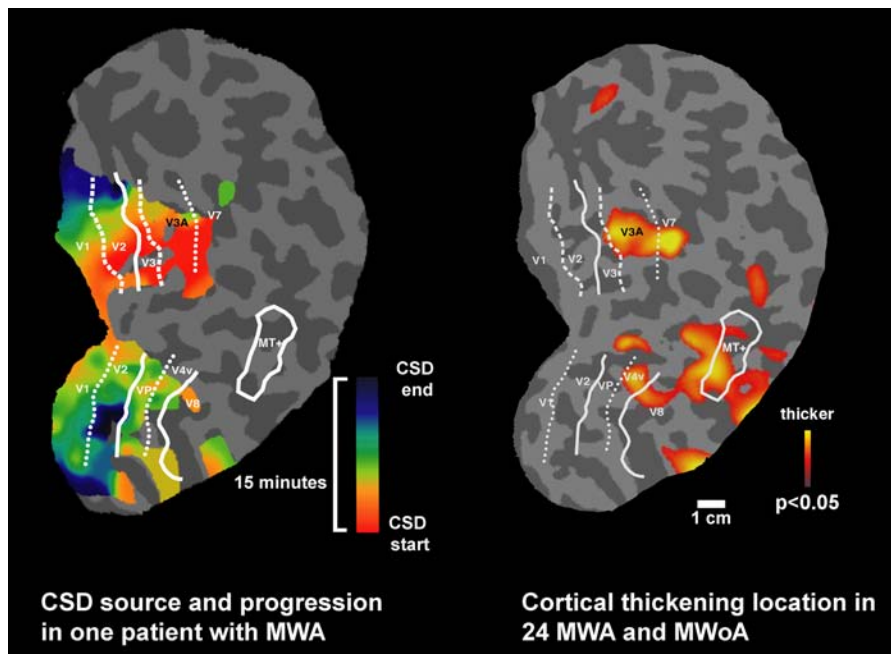 V1
V2
V3
V3A
V7
V1
V2
VP
V4v
V8
MT+
CSD
end
15 minutes
CSD
start
CSD source and progression
in one patient with MWA
V1
V2
V3
V3A
V7
V1
V2
VP
V4v
V8
MT+
thicker
p<0.05
1 cm
Cortical thickening location in
24 MWA and MWoA